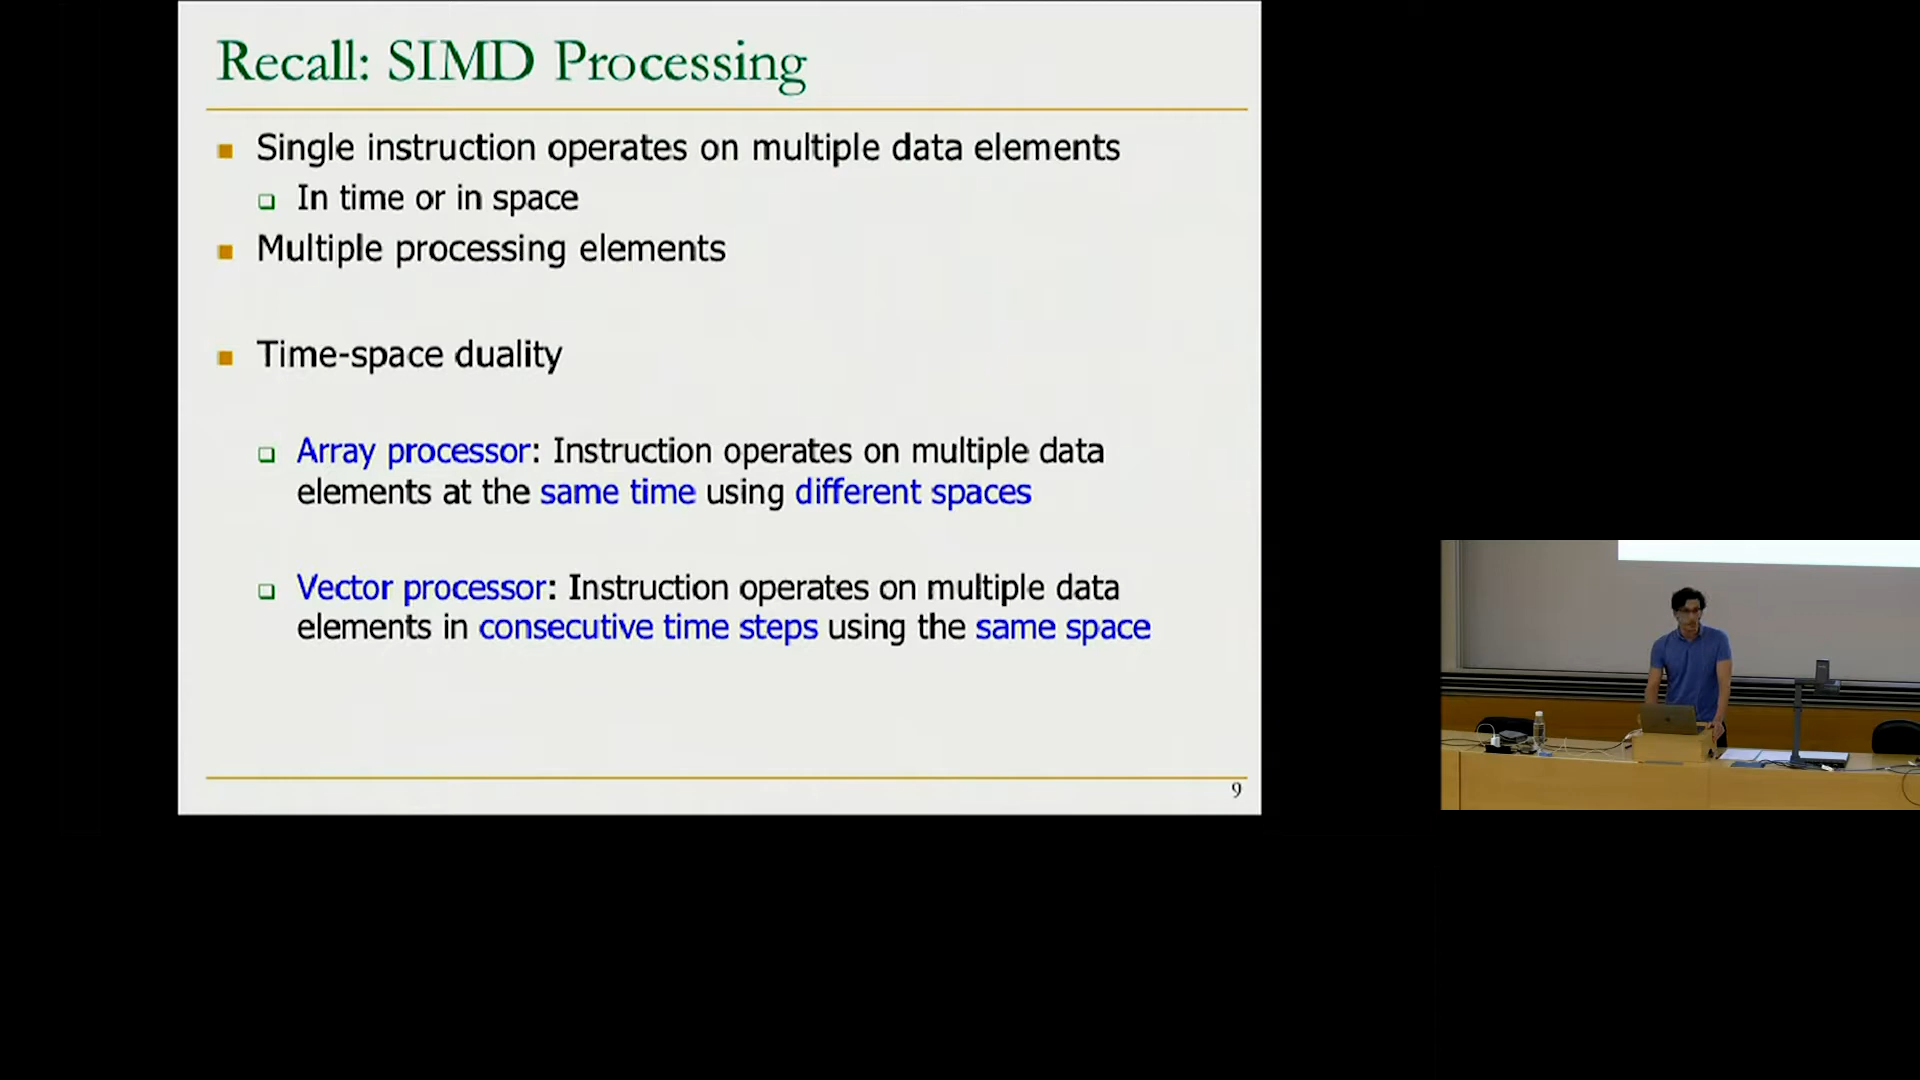 Recall: SIMD Processing
Single instruction operates on multiple data elements
In time or in space
Multiple processing elements
Time-space duality
Array processor: Instruction operates on multiple data
elements at the same time using different spaces
Vector processor: Instruction operates on multiple data
elements in consecutive time steps using the same space
9